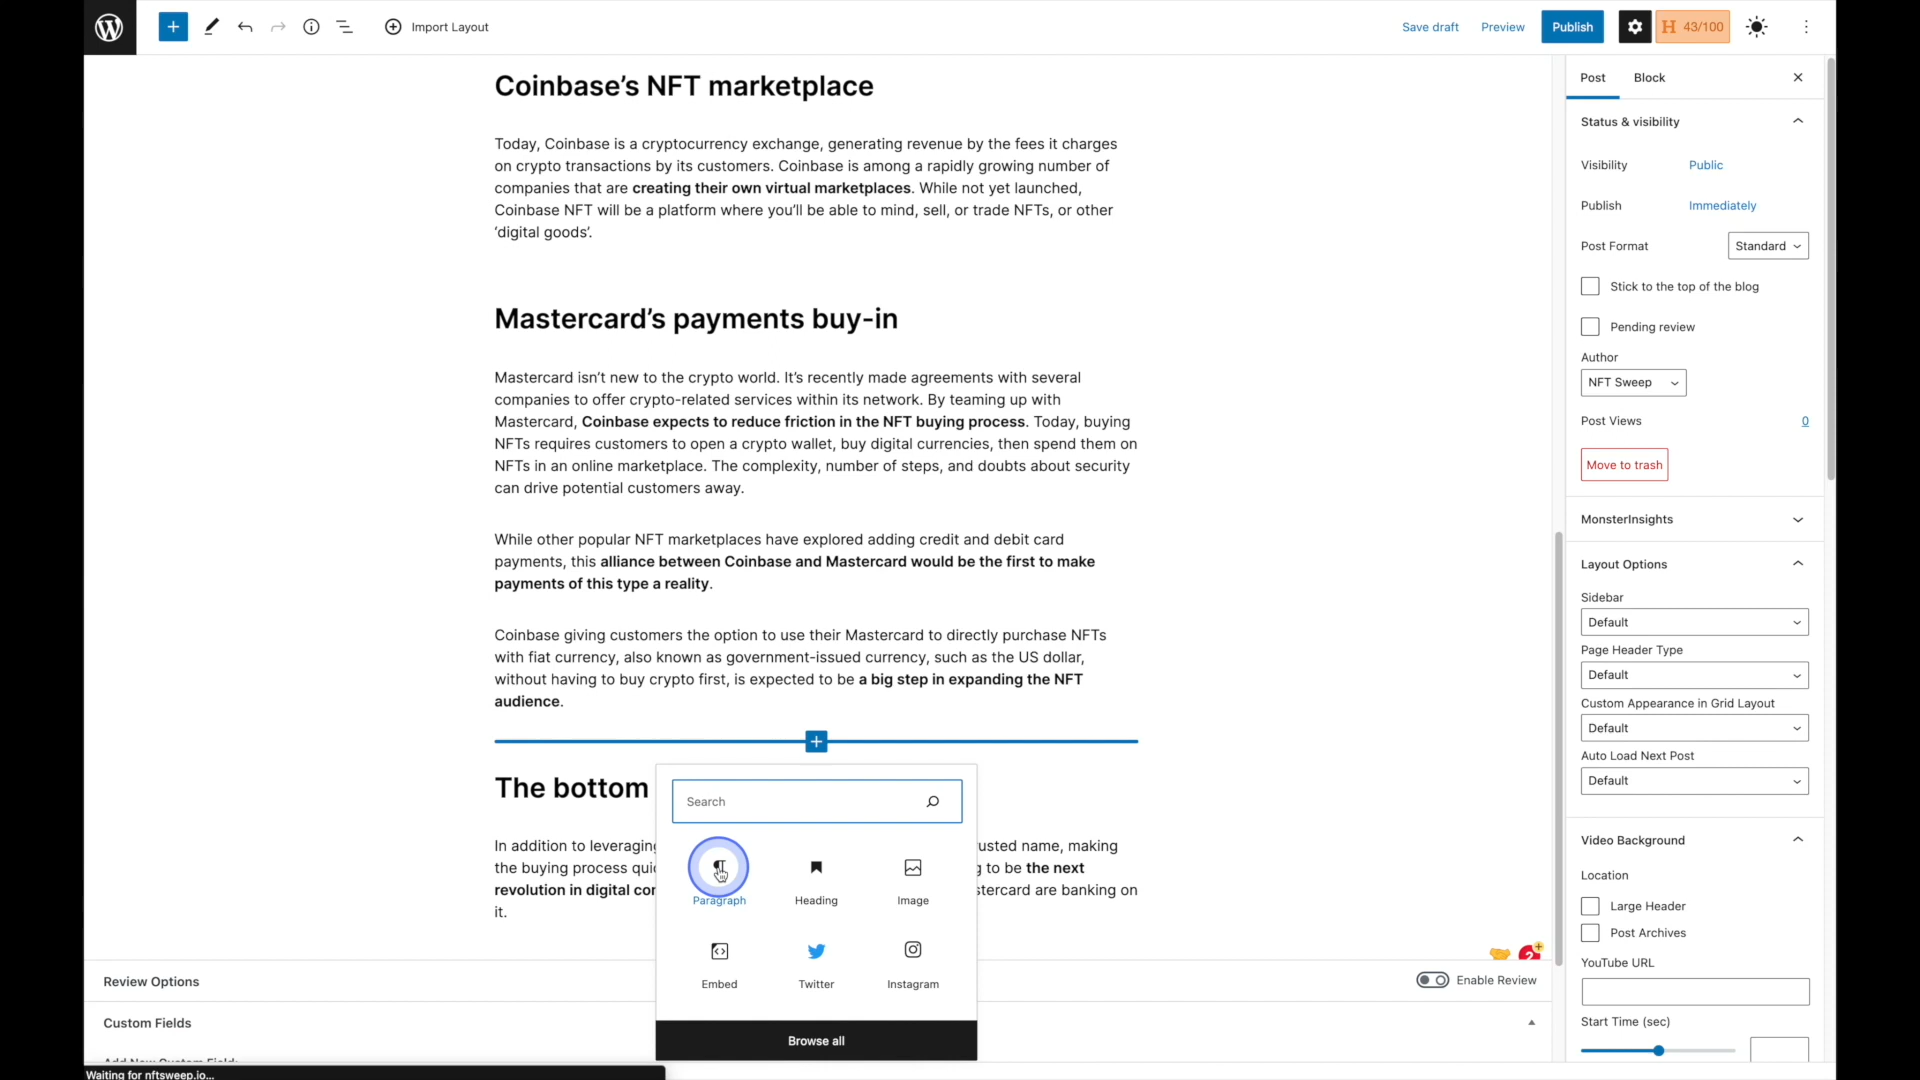 Import Layout
Save draft
Preview
Publish
43/100
Coinbase’s NFT marketplace
Today, Coinbase is a cryptocurrency exchange, generating revenue by the fees it charges
on crypto transactions by its customers. Coinbase is among a rapidly growing number of
companies that are creating their own virtual marketplaces. While not yet launched,
Coinbase NFT will be a platform where you’ll be able to mind, sell, or trade NFTs, or other
‘digital goods’.
Mastercard’s payments buy-in
Mastercard isn’t new to the crypto world. It’s recently made agreements with several
companies to offer crypto-related services within its network. By teaming up with
Mastercard, Coinbase expects to reduce friction in the NFT buying process. Today, buying
NFTs requires customers to open a crypto wallet, buy digital currencies, then spend them on
NFTs in an online marketplace. The complexity, number of steps, and doubts about security
can drive potential customers away.
While other popular NFT marketplaces have explored adding credit and debit card
payments, this alliance between Coinbase and Mastercard would be the first to make
payments of this type a reality.
Coinbase giving customers the option to use their Mastercard to directly purchase NFTs
with fiat currency, also known as government-issued currency, such as the US dollar,
without having to buy crypto first, is expected to be a big step in expanding the NFT
audience.
The bottom
In addition to leveraging usted name, making
the buying process qui to be the next
revolution in digital co stercard are banking on
it.
Search
Paragraph
Heading
Image
Embed
Twitter
Instagram
Browse all
Review Options
Enable Review
Custom Fields
Add New Custom Field:
Waiting for nftsweep.io...
Post
Block
Status & visibility
Visibility
Public
Publish
Immediately
Post Format
Standard
Stick to the top of the blog
Pending review
Author
NFT Sweep
Post Views
0
Move to trash
MonsterInsights
Layout Options
Sidebar
Default
Page Header Type
Default
Custom Appearance in Grid Layout
Default
Auto Load Next Post
Default
Video Background
Location
Large Header
Post Archives
YouTube URL
Start Time (sec)